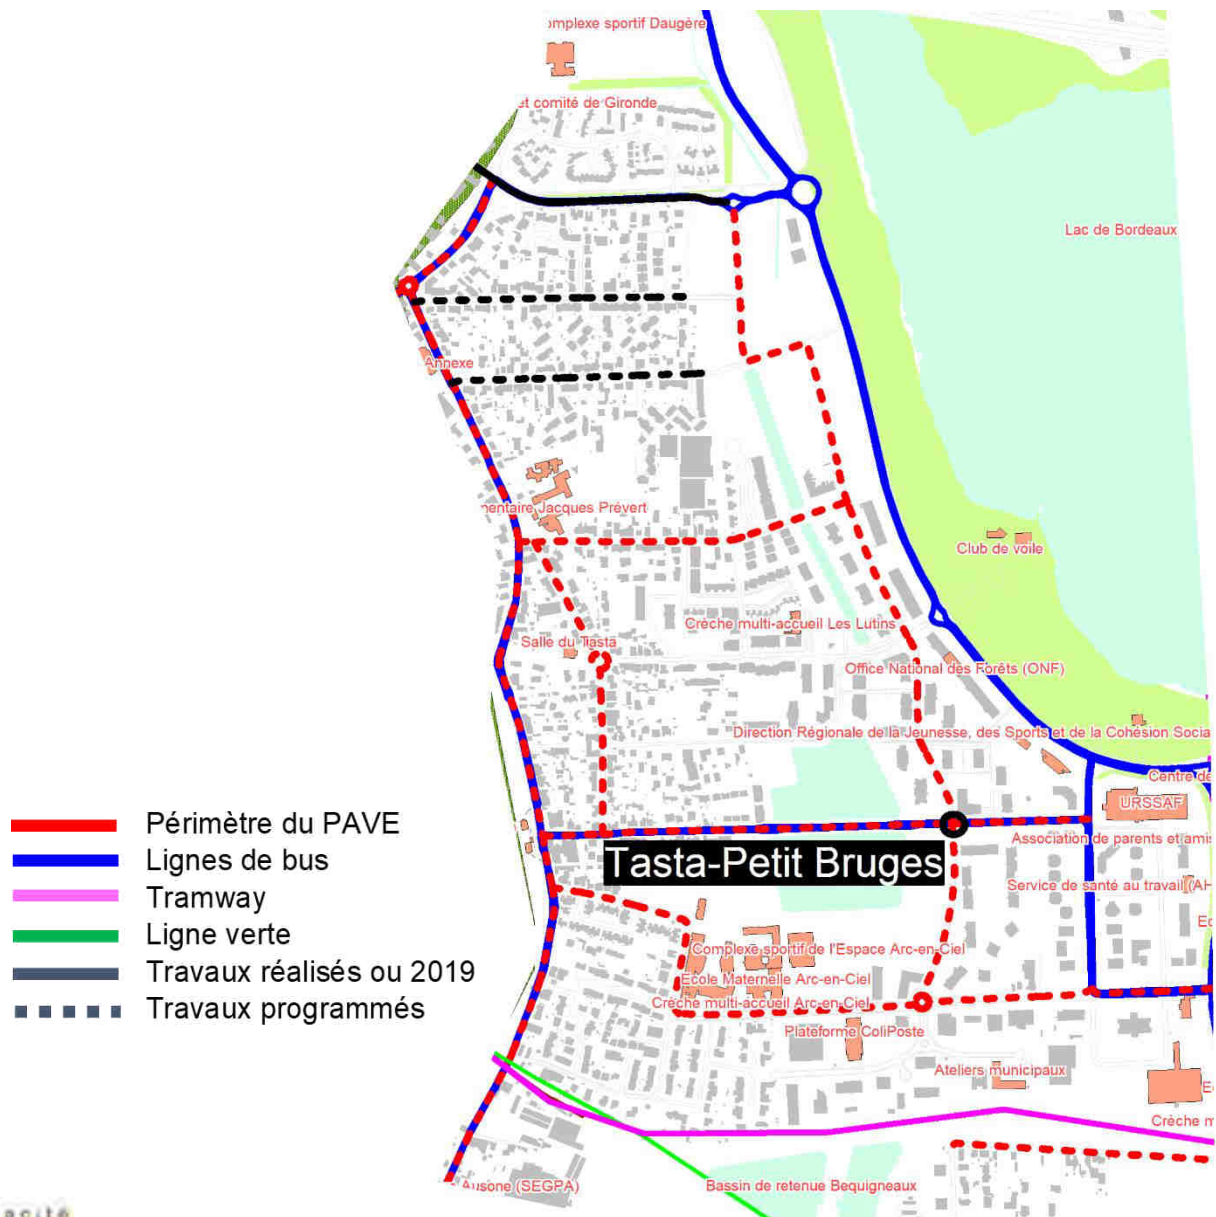 omplexe sportif Daugère
et comité de Gironde
Lac de Bordeaux
Annexe
mentaire Jacques Prévert
Club de voile
Crèche multi-accueil Les Lutins
Salle du Tasta
Office National des Forêts (ONF)
Direction Régionale de la Jeunesse, des Sports et de la Cohésion Socia
Centre de
URSSAF
Périmètre du PAVE
Association de parents et amis
Lignes de bus
Tasta-Petit Bruges
Service de santé au travail (AH
Tramway
Ligne verte
Complexe sportif de l'Espace Arc-en-Ciel
Travaux réalisés ou 2019
Ecole Maternelle Arc-en-Ciel
Crèche multi-accueil Arc-en-Ciel
Travaux programmés
Plateforme ColiPoste
Ateliers municipaux
Crèche m
Ausone (SEGPA)
Bassin de retenue Bequigneaux